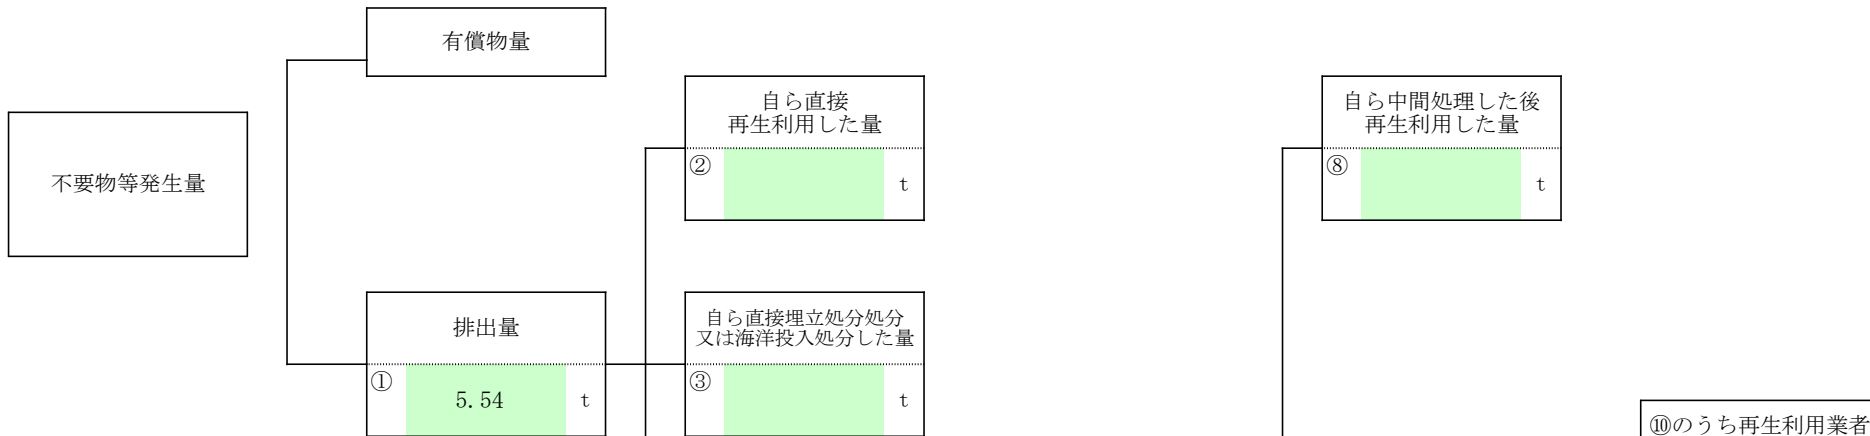 有償物量
自ら直接
再生利用した量
② t
自ら中間処理した後
再生利用した量
⑧ t
不要物等発生量
排出量
① 5.54 t
自ら直接埋立処分処分
又は海洋投入処分した量
③ t
⑩のうち再生利用業者